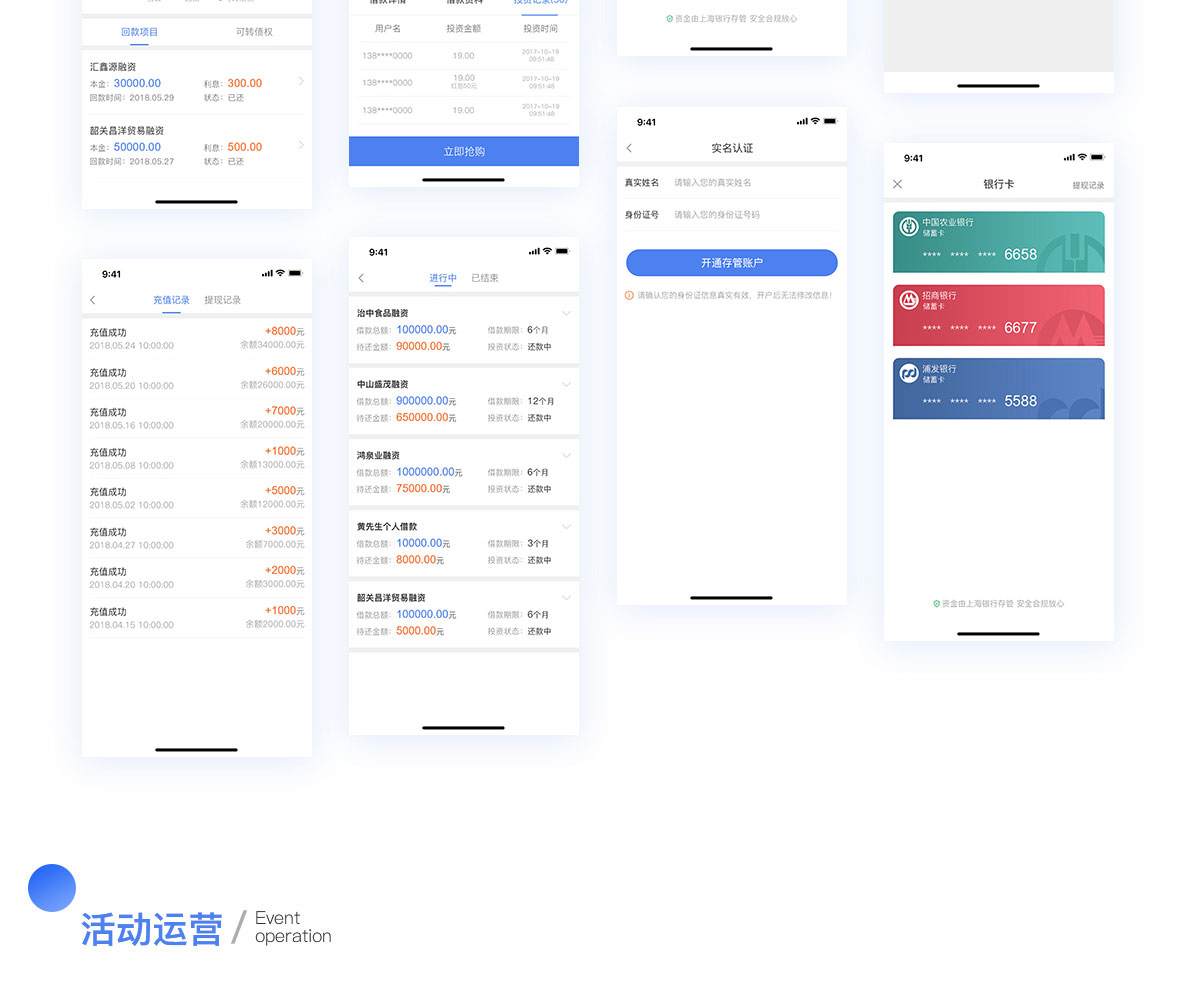 回款项目
可转债权
汇鑫源融资
本金: 30000.00
利息: 300.00
回款时间: 2018.05.29
状态: 已还
韶关昌洋贸易融资
本金: 50000.00
利息: 500.00
回款时间: 2018.05.27
状态: 已还
用户名
投资金额
投资时间
138****0000
19.00
2017-10-19
09:51:48
138****0000
19.00
红包50元
2017-10-19
09:51:48
138****0000
19.00
2017-10-19
09:51:48
立即抢购
资金由上海银行存管 安全合规放心
9:41
充值记录
提现记录
充值成功
+8000元
2018.05.24 10:00:00
余额34000.00元
充值成功
+6000元
2018.05.20 10:00:00
余额26000.00元
充值成功
+7000元
2018.05.16 10:00:00
余额20000.00元
充值成功
+1000元
2018.05.08 10:00:00
余额13000.00元
充值成功
+5000元
2018.05.02 10:00:00
余额12000.00元
充值成功
+3000元
2018.04.27 10:00:00
余额7000.00元
充值成功
+2000元
2018.04.20 10:00:00
余额3000.00元
充值成功
+1000元
2018.04.15 10:00:00
余额2000.00元
9:41
进行中
已结束
治中食品融资
借款总额: 100000.00元
借款期限: 6个月
待还金额: 90000.00元
投资状态: 还款中
中山盛茂融资
借款总额: 900000.00元
借款期限: 12个月
待还金额: 650000.00元
投资状态: 还款中
鸿泉业融资
借款总额: 1000000.00元
借款期限: 6个月
待还金额: 75000.00元
投资状态: 还款中
黄先生个人借款
借款总额: 10000.00元
借款期限: 3个月
待还金额: 8000.00元
投资状态: 还款中
韶关昌洋贸易融资
借款总额: 100000.00元
借款期限: 6个月
待还金额: 5000.00元
投资状态: 还款中
9:41
实名认证
真实姓名
请输入您的真实姓名
身份证号
请输入您的身份证号码
开通存管账户
请确认您的身份证信息真实有效，开户后无法修改信息!
9:41
银行卡
提现记录
中国农业银行
储蓄卡
**** **** **** 6658
招商银行
储蓄卡
**** **** **** 6677
浦发银行
储蓄卡
**** **** **** 5588
资金由上海银行存管 安全合规放心
活动运营 / Event
operation